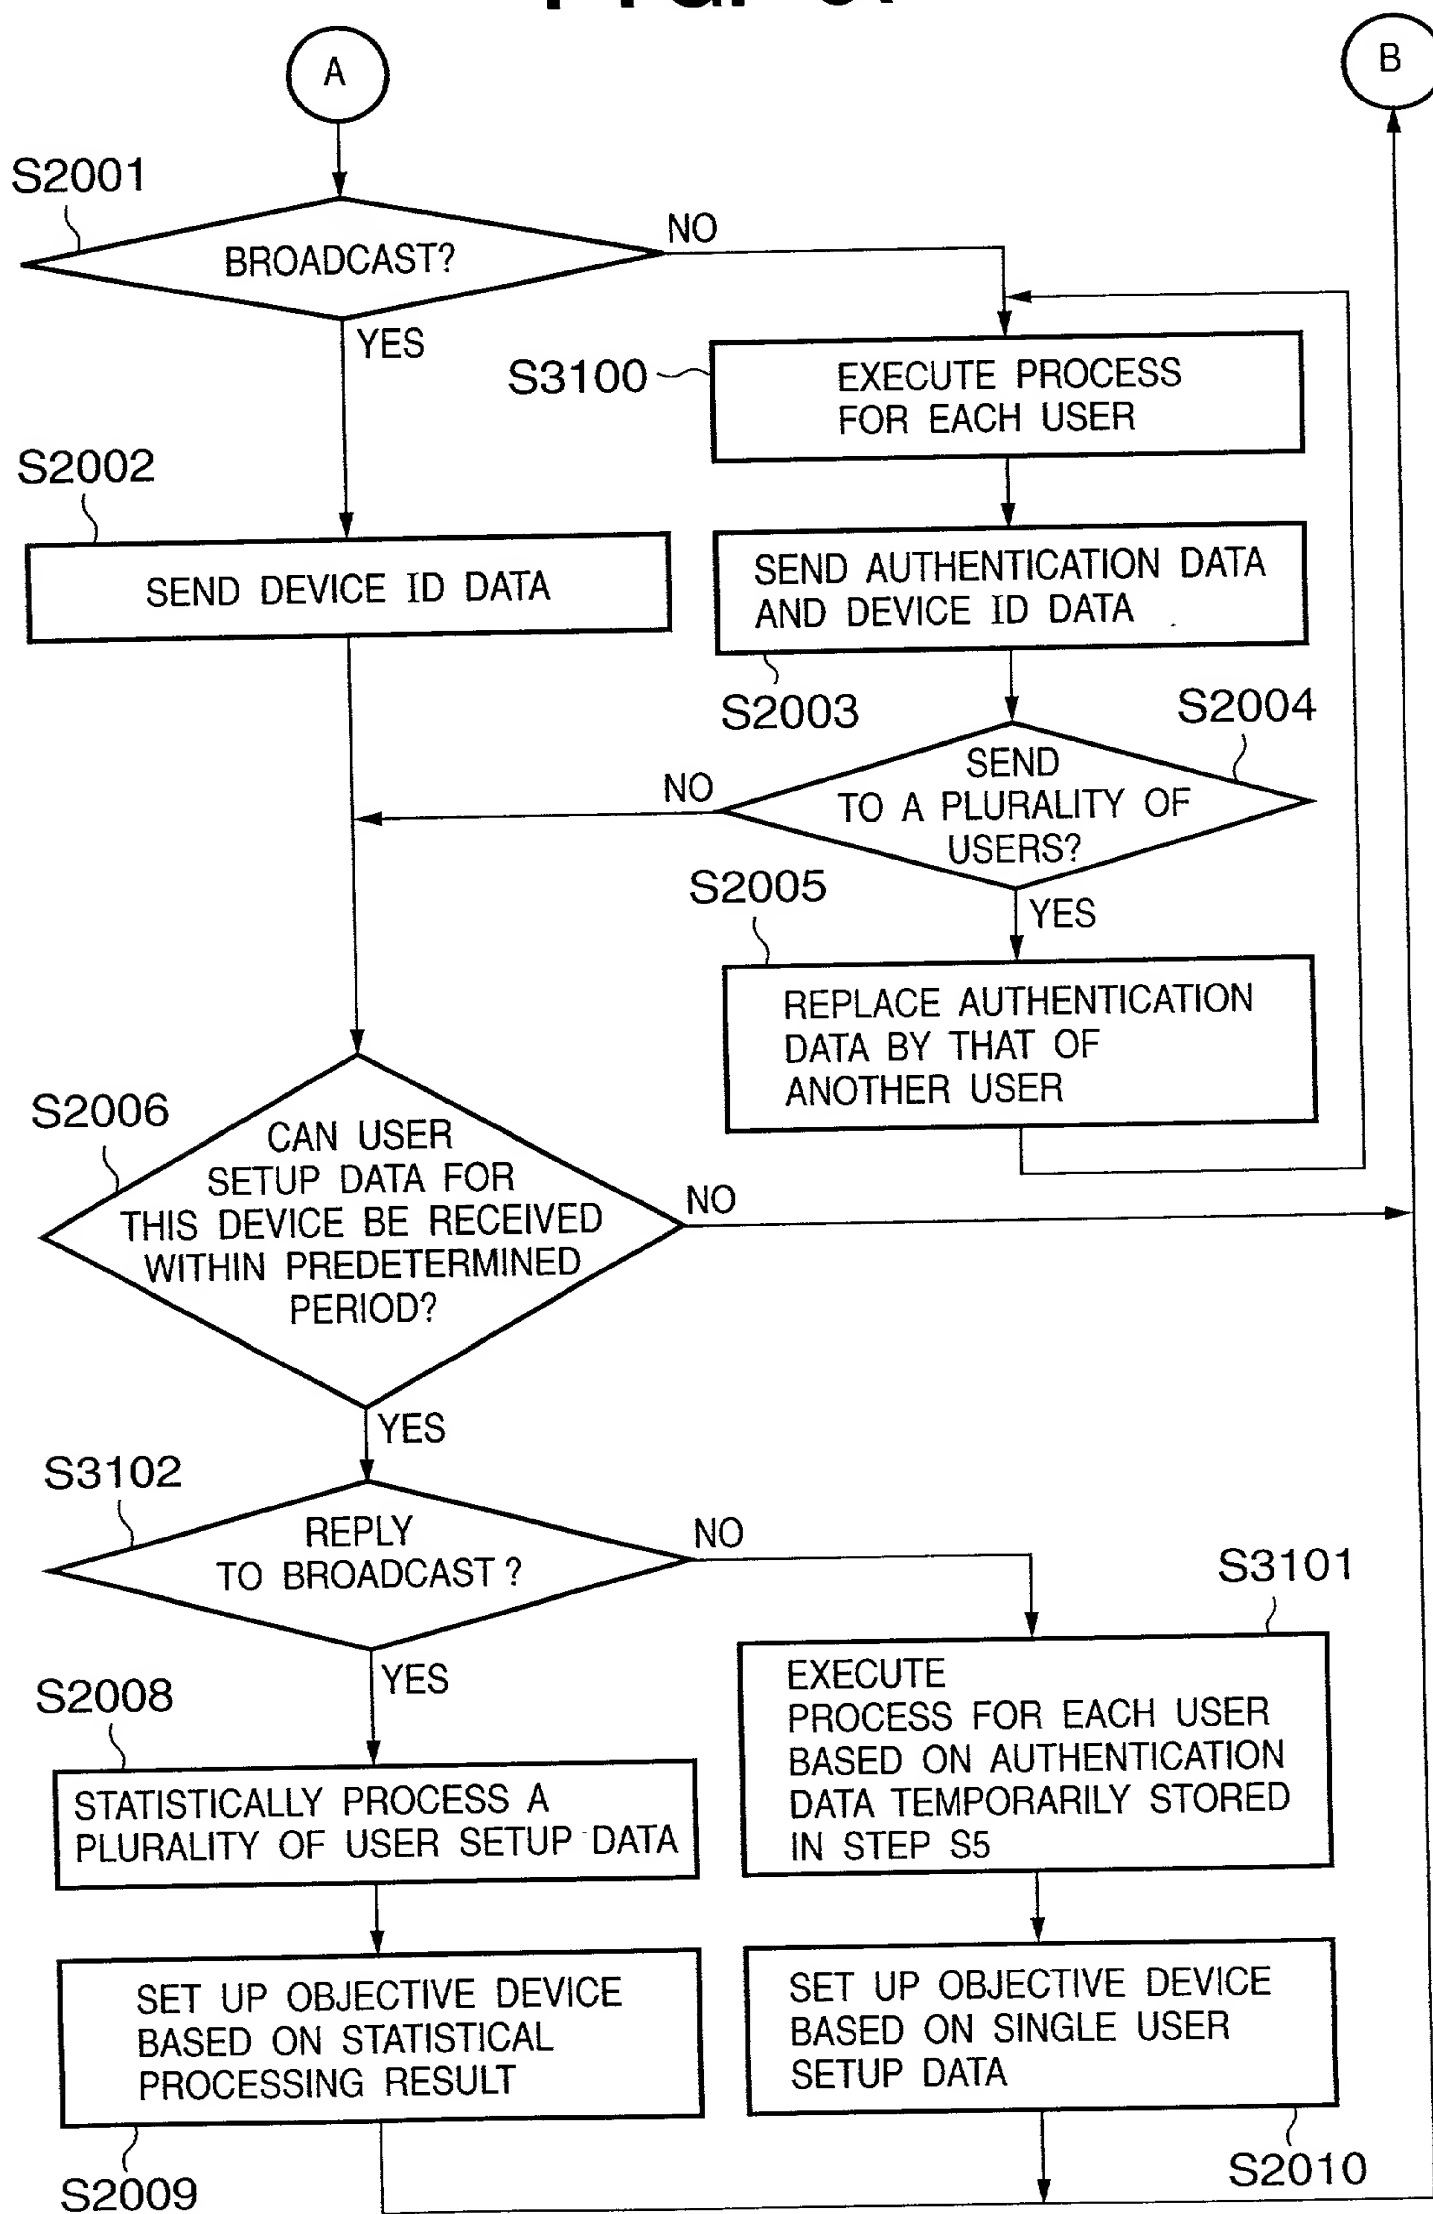 A
B
S2001
BROADCAST?
NO
YES
S3100
EXECUTE PROCESS
FOR EACH USER
S2002
SEND DEVICE ID DATA
SEND AUTHENTICATION DATA
AND DEVICE ID DATA
S2003
S2004
SEND
TO A PLURALITY OF
USERS?
NO
YES
S2005
REPLACE AUTHENTICATION
DATA BY THAT OF
ANOTHER USER
S2006
CAN USER
SETUP DATA FOR
THIS DEVICE BE RECEIVED
WITHIN PREDETERMINED
PERIOD?
NO
YES
S3102
REPLY
TO BROADCAST?
NO
YES
S3101
EXECUTE
PROCESS FOR EACH USER
BASED ON AUTHENTICATION
DATA TEMPORARILY STORED
IN STEP S5
S2008
STATISTICALLY PROCESS A
PLURALITY OF USER SETUP DATA
SET UP OBJECTIVE DEVICE
BASED ON STATISTICAL
PROCESSING RESULT
S2009
SET UP OBJECTIVE DEVICE
BASED ON SINGLE USER
SETUP DATA
S2010